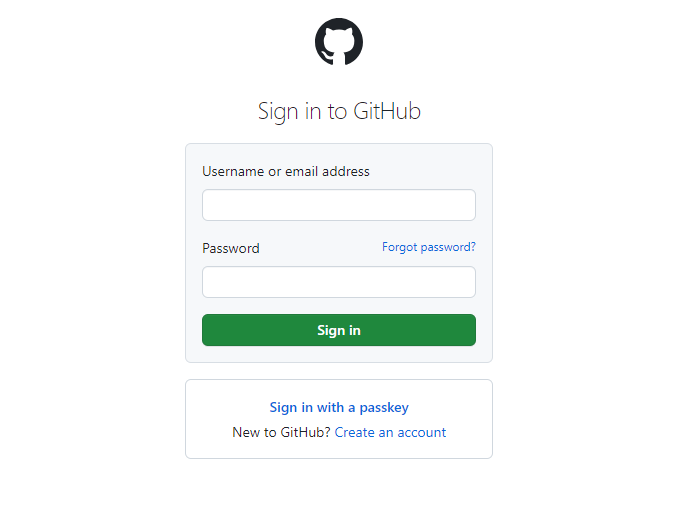 Sign in to GitHub
Username or email address
Password
Forgot password?
Sign in
Sign in with a passkey
New to GitHub? Create an account